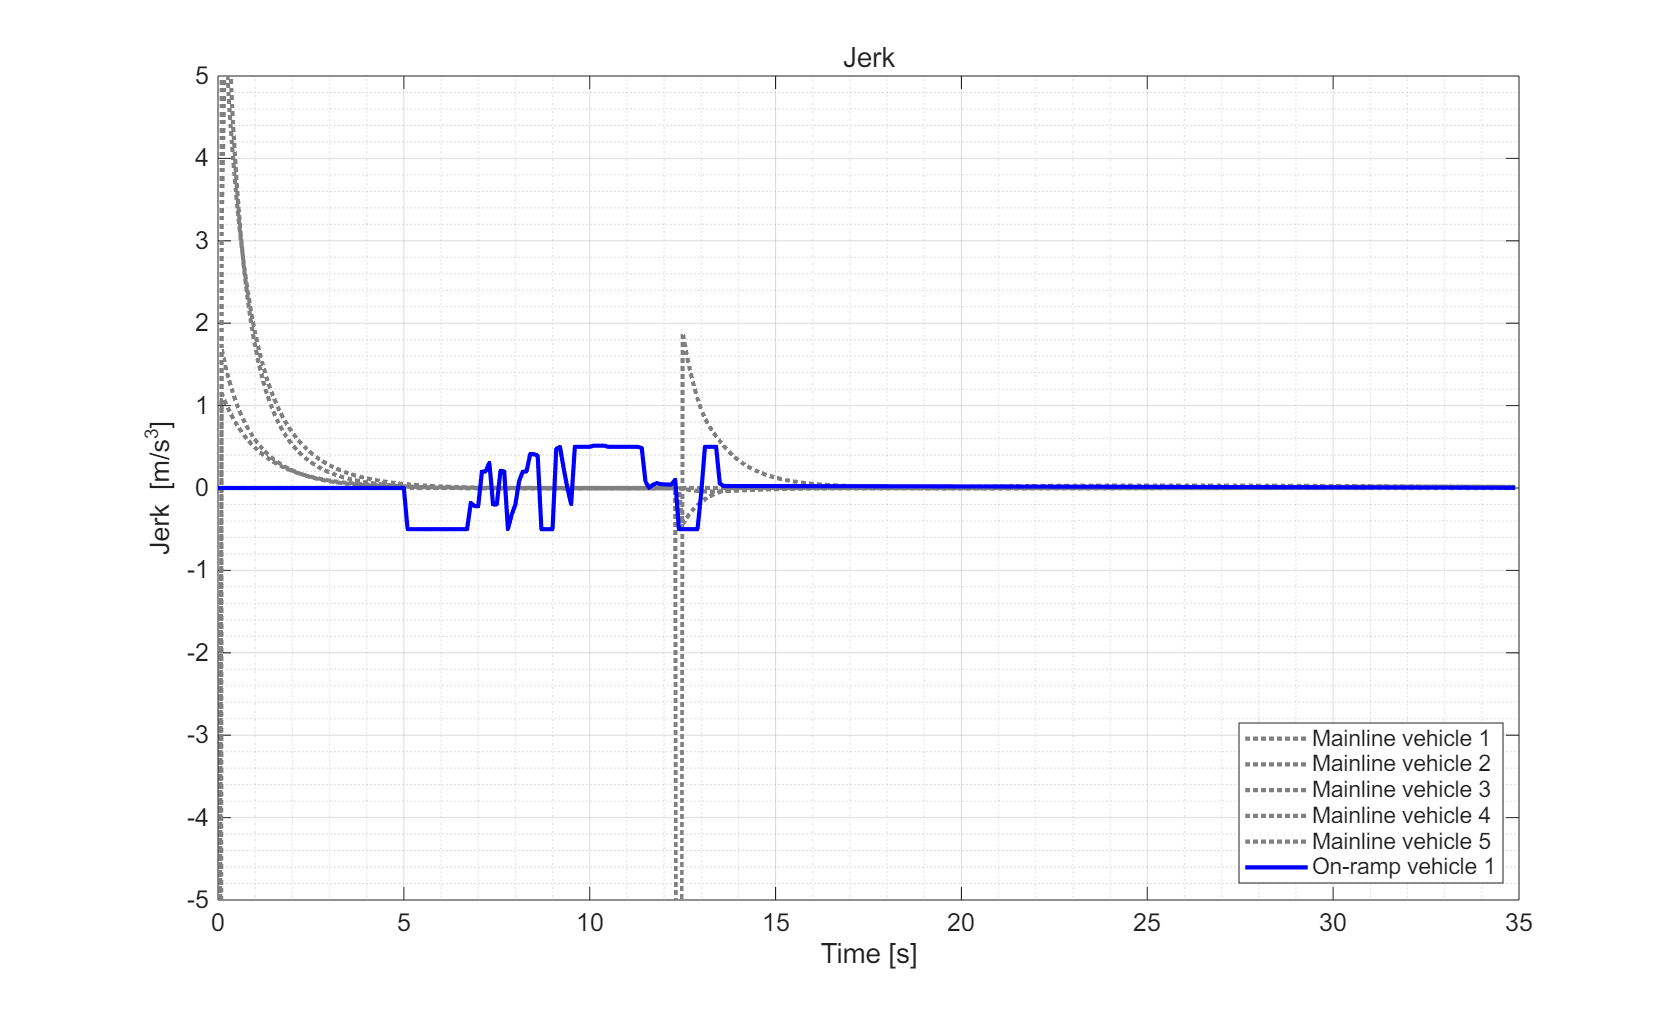 Jerk
5
4
3
2
1
0
-1
-2
-3
-4
-5
Jerk [m/s³]
0 5 10 15 20 25 30 35
Time [s]
Mainline vehicle 1
Mainline vehicle 2
Mainline vehicle 3
Mainline vehicle 4
Mainline vehicle 5
On-ramp vehicle 1